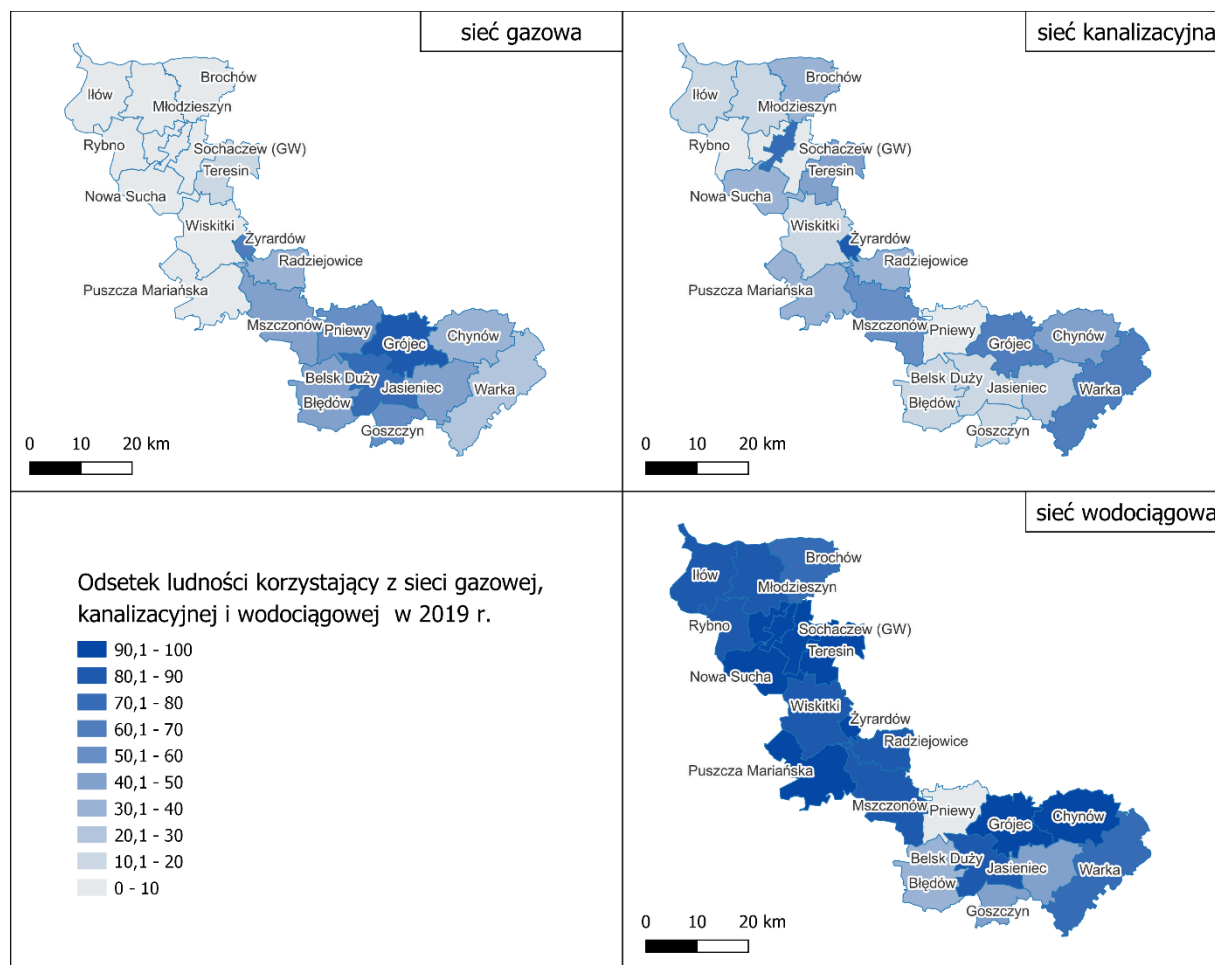 sieć gazowa
Brochów
Iłów
Młodzieszyn
Rybno
Sochaczew (GW)
Teresin
Nowa Sucha
Wiskitki
Żyrardów
Radziejowice
Puszcza Mariańska
Mszczonów
Pniewy
Chynów
Grójec
Belsk Duży
Jasieniec
Warka
Błędów
Goszczyn
0 10 20 km
sieć kanalizacyjna
Brochów
Iłów
Młodzieszyn
Rybno
Sochaczew (GW)
Teresin
Nowa Sucha
Wiskitki
Żyrardów
Radziejowice
Puszcza Mariańska
Mszczonów
Pniewy
Chynów
Grójec
Belsk Duży
Jasieniec
Warka
Błędów
Goszczyn
0 10 20 km
Odsetek ludności korzystający z sieci gazowej,
kanalizacyjnej i wodociągowej w 2019 r.
90,1 - 100
80,1 - 90
70,1 - 80
60,1 - 70
50,1 - 60
40,1 - 50
30,1 - 40
20,1 - 30
10,1 - 20
0 - 10
sieć wodociągowa
Brochów
Iłów
Młodzieszyn
Rybno
Sochaczew (GW)
Teresin
Nowa Sucha
Wiskitki
Żyrardów
Radziejowice
Puszcza Mariańska
Mszczonów
Pniewy
Chynów
Grójec
Belsk Duży
Jasieniec
Warka
Błędów
Goszczyn
0 10 20 km